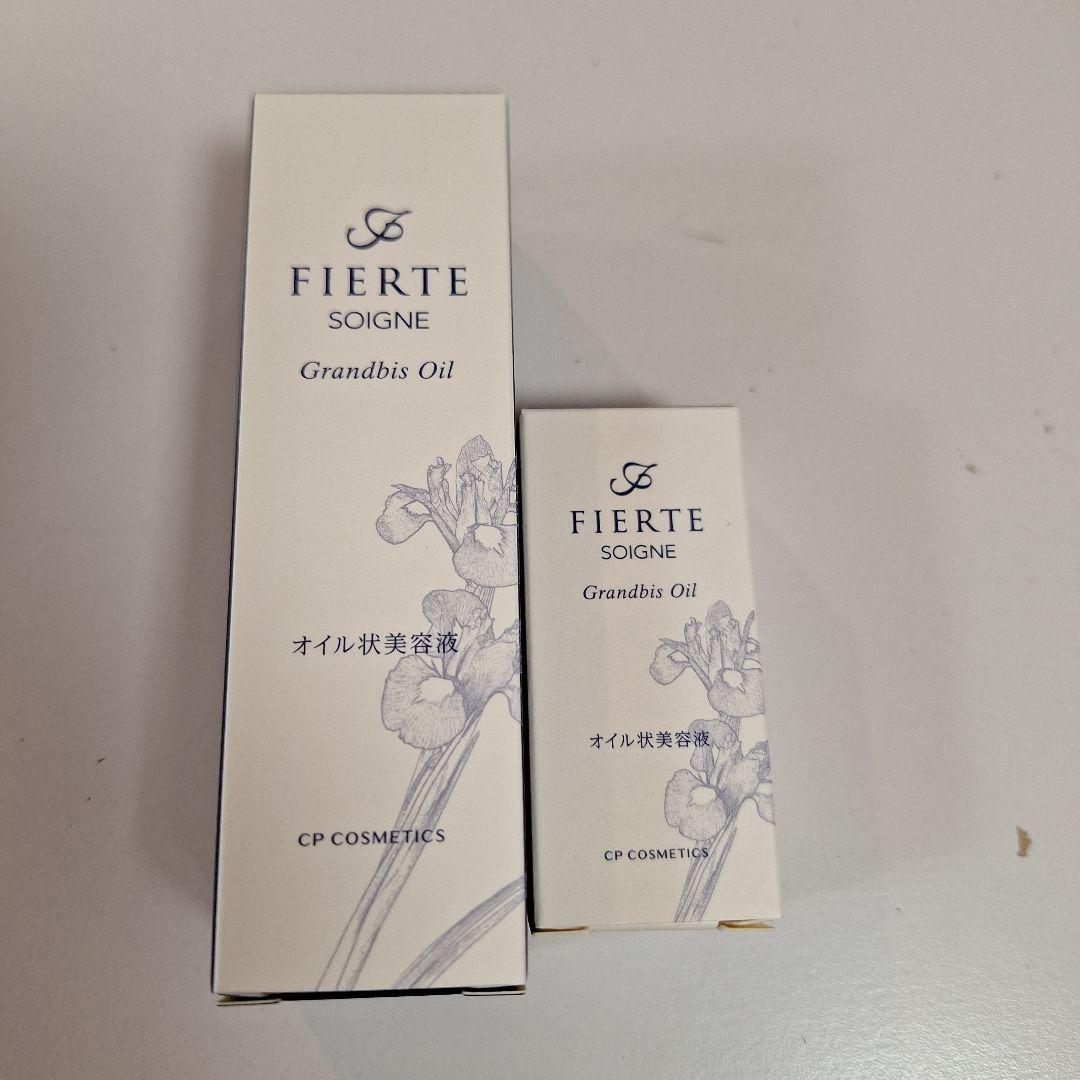 FIERTE
SOIGNE
Grandbis Oil
オイル状美容液
CP COSMETICS
FIERTE
SOIGNE
Grandbis Oil
オイル状美容液
CP COSMETICS